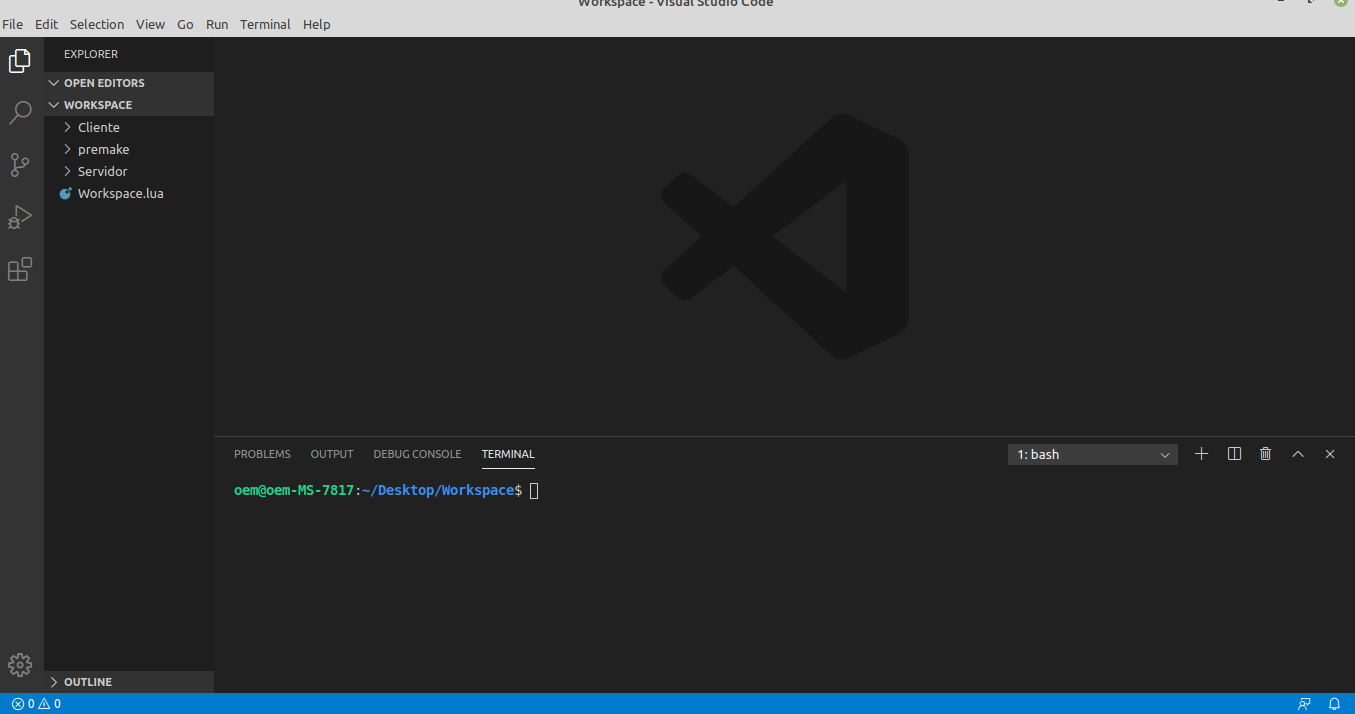 Workspace - Visual Studio Code
File Edit Selection View Go Run Terminal Help
EXPLORER
OPEN EDITORS
WORKSPACE
Cliente
premake
Servidor
Workspace.lua
PROBLEMS OUTPUT DEBUG CONSOLE TERMINAL 1: bash
oem@oem-MS-7817:~/Desktop/Workspace$
OUTLINE
0 0